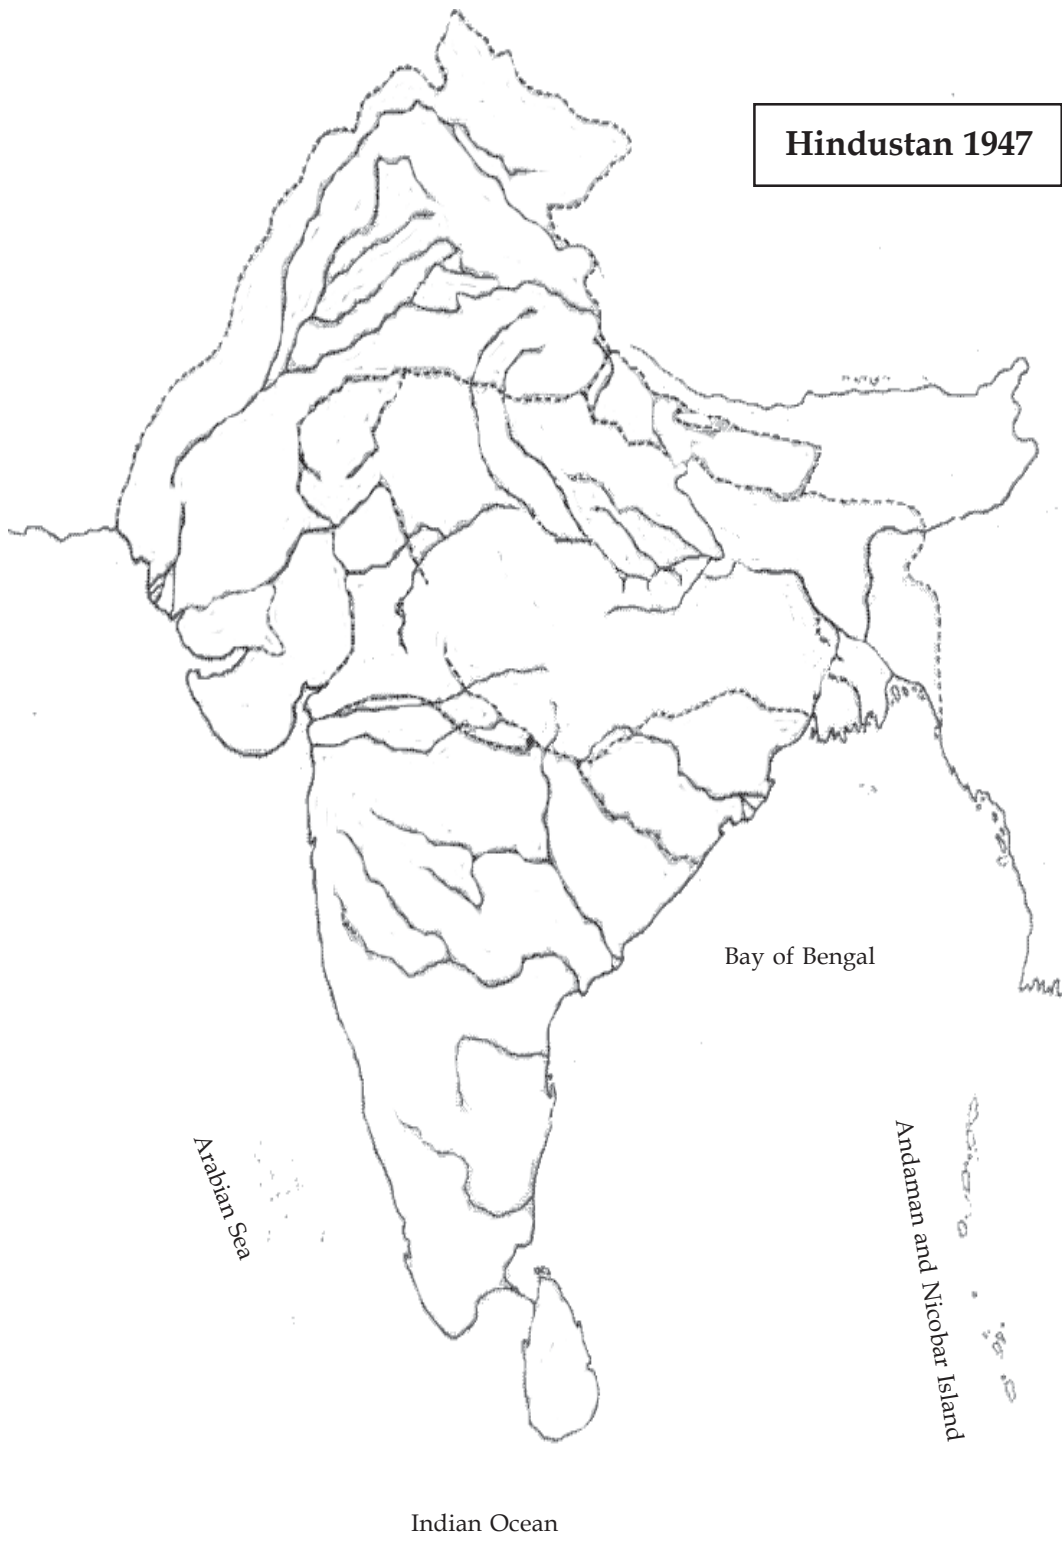 Hindustan 1947
Bay of Bengal
Arabian Sea
Andaman and Nicobar Island
Indian Ocean